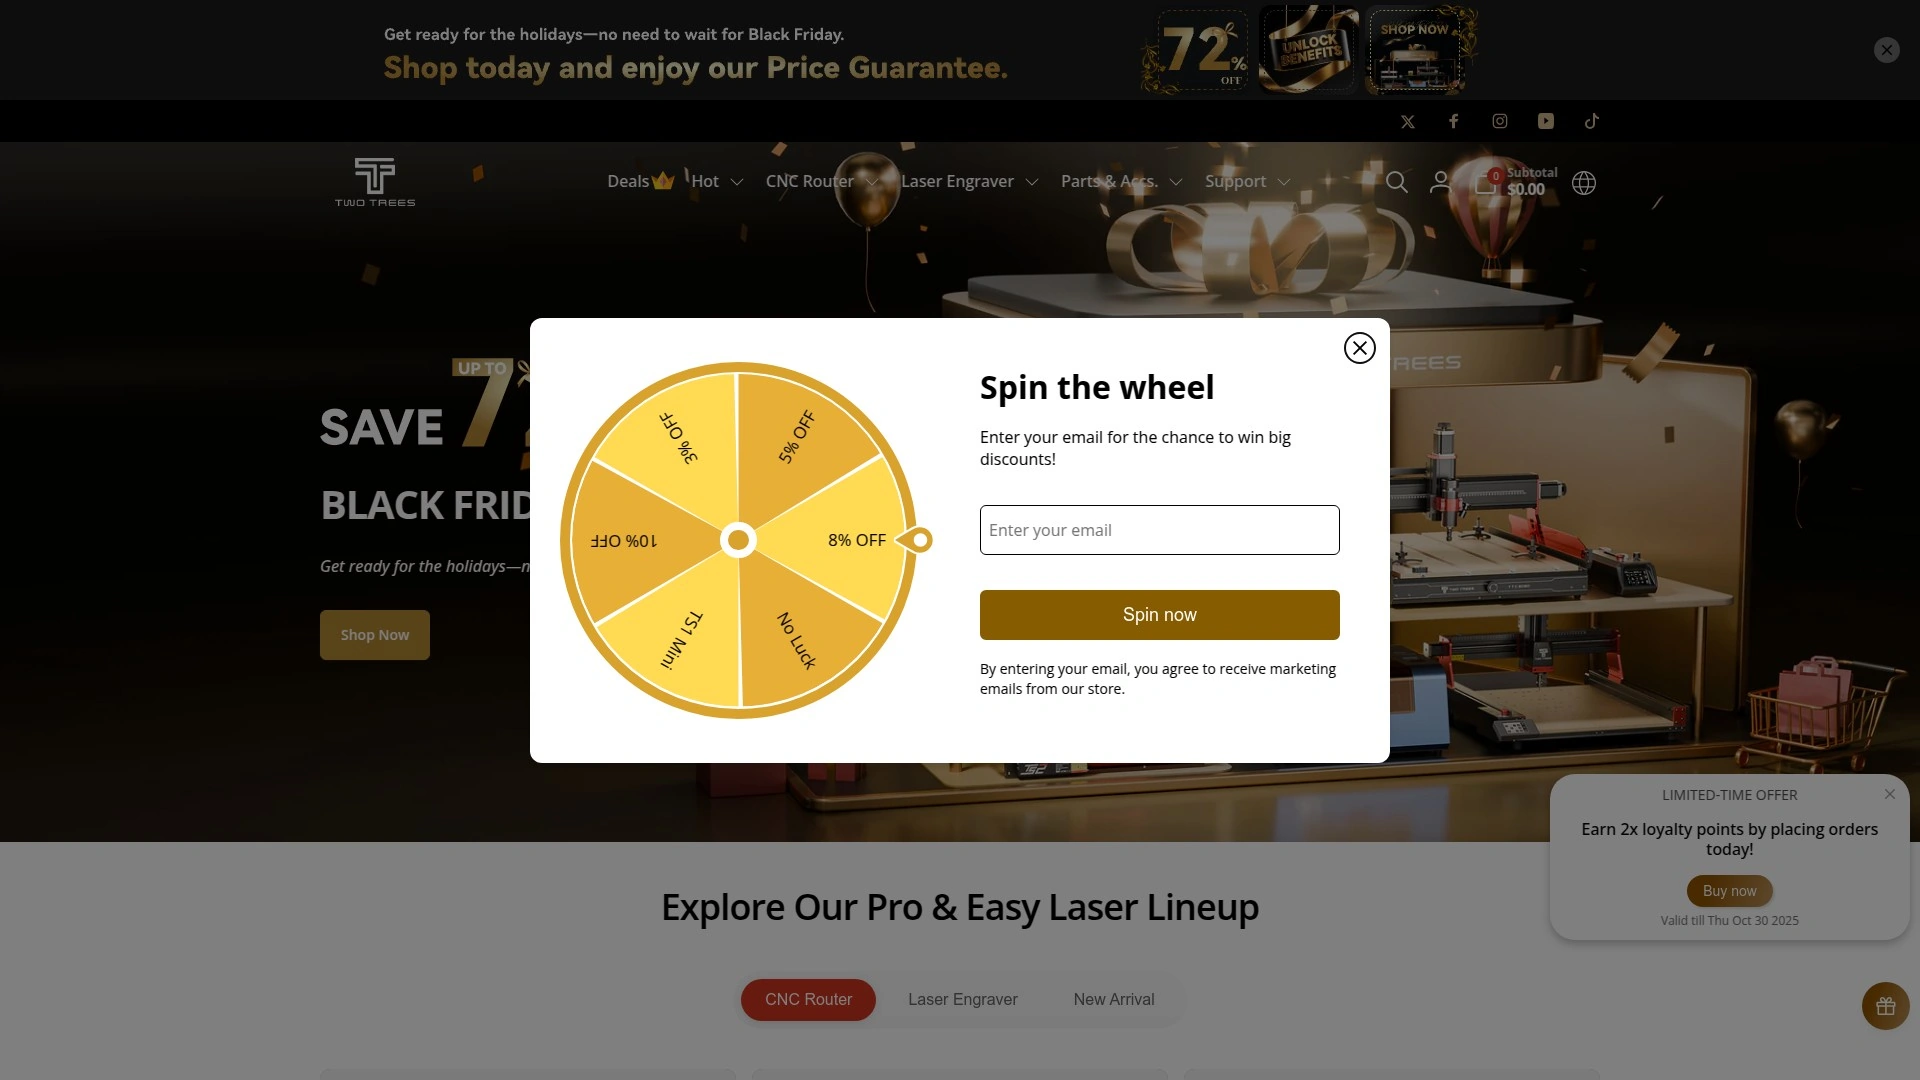 Get ready for the holidays—no need to wait for Black Friday.
Shop today and enjoy our Price Guarantee.
72%
OFF
UNLOCK
BENEFITS
SHOP NOW
TWO TREES
Deals
Hot
CNC Router
Laser Engraver
Parts & Accs.
Support
0
Subtotal
$0.00
UP TO
SAVE
BLACK FRID
Get ready for the holidays—n
Shop Now
TREES
3% OFF
5% OFF
10% OFF
8% OFF
TS1 Mini
No Luck
Spin the wheel
Enter your email for the chance to win big
discounts!
Enter your email
Spin now
By entering your email, you agree to receive marketing
emails from our store.
LIMITED-TIME OFFER
Earn 2x loyalty points by placing orders
today!
Buy now
Valid till Thu Oct 30 2025
Explore Our Pro & Easy Laser Lineup
CNC Router
Laser Engraver
New Arrival